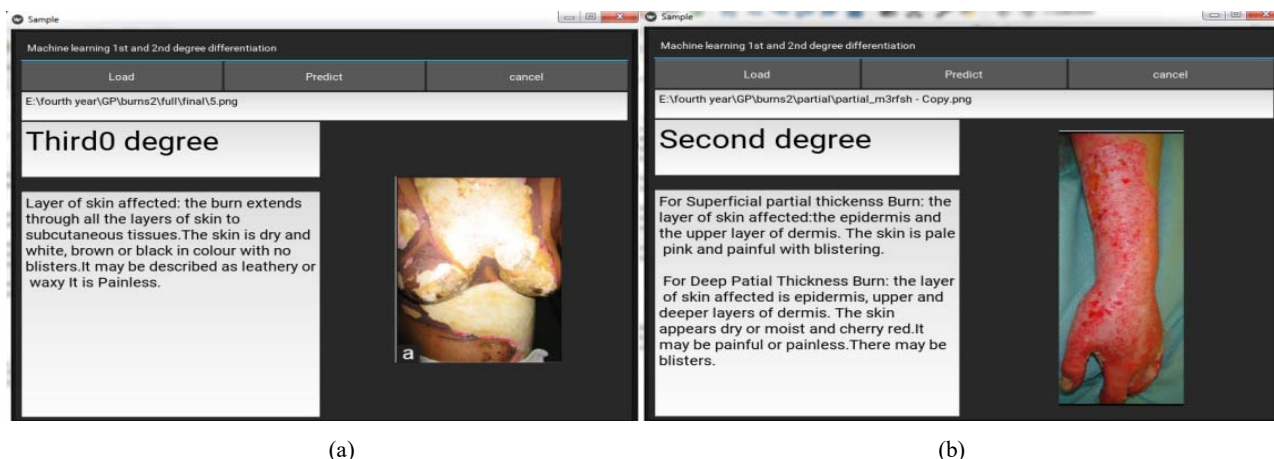 Sample
Machine learning 1st and 2nd degree differentiation
Load Predict cancel
E:\fourth year\GP\burns2\full\final\5.png
Third0 degree
Layer of skin affected: the burn extends
through all the layers of skin to
subcutaneous tissues.The skin is dry and
white, brown or black in colour with no
blisters.It may be described as leathery or
waxy It is Painless.
a
(a)
Sample
Machine learning 1st and 2nd degree differentiation
Load Predict cancel
E:\fourth year\GP\burns2\partial\partial_m3rfsh - Copy.png
Second degree
For Superficial partial thickenss Burn: the
layer of skin affected:the epidermis and
the upper layer of dermis. The skin is pale
pink and painful with blistering.
For Deep Patial Thickness Burn: the layer
of skin affected is epidermis, upper and
deeper layers of dermis. The skin
appears dry or moist and cherry red.It
may be painful or painless.There may be
blisters.
(b)